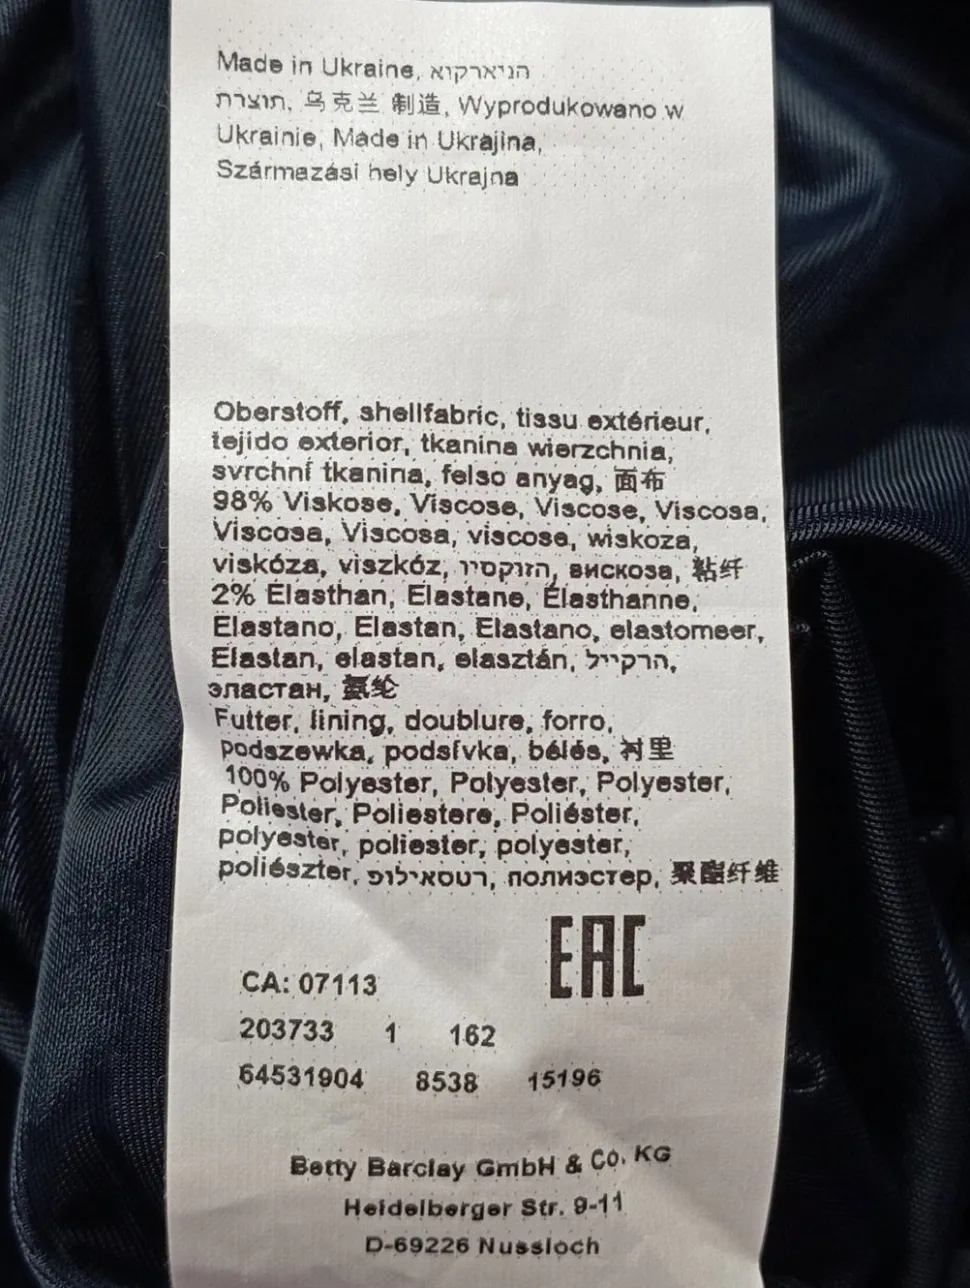 Made in Ukraine, הניארקוא
תוצרת, 乌克兰 制造, Wyprodukowano w
Ukrainie, Made in Ukrajina,
Származási hely Ukrajna
Oberstoff, shellfabric, tissu extérieur,
tejido exterior, tkanina wierzchnia,
svrchní tkanina, felso anyag, 面布
98% Viskose, Viscose, Viscose, Viscosa,
Viscosa, Viscosa, viscose, wiskoza,
viskóza, viszkóz, הזוקסיו, вискоза, 粘纤
2% Elasthan, Elastane, Élasthanne,
Elastano, Elastan, Elastano, elastomeer,
Elastan, elastan, elasztán, הרקייל,
эластан, 氨纶
Futter, lining, doublure, forro,
podszewka, podsívka, bélés, 衬里
100% Polyester, Polyester, Polyester,
Poliester, Poliestere, Poliéster,
polyester, poliester, polyester,
poliészter, רטסאילופ, полиэстер, 聚酯纤维
EAC
CA: 07113
203733 1 162
64531904 8538 15196
Betty Barclay GmbH & Co. KG
Heidelberger Str. 9-11
D-69226 Nussloch